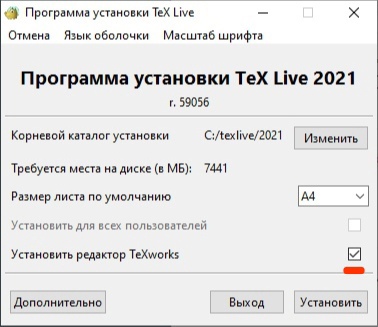 Программа установки TeX Live
Отмена Язык оболочки Масштаб шрифта
Программа установки TeX Live 2021
r. 59056
Корневой каталог установки C:/texlive/2021 Изменить
Требуется места на диске (в МБ): 7441
Размер листа по умолчанию A4
Установить для всех пользователей
Установить редактор TeXworks
Дополнительно Выход Установить